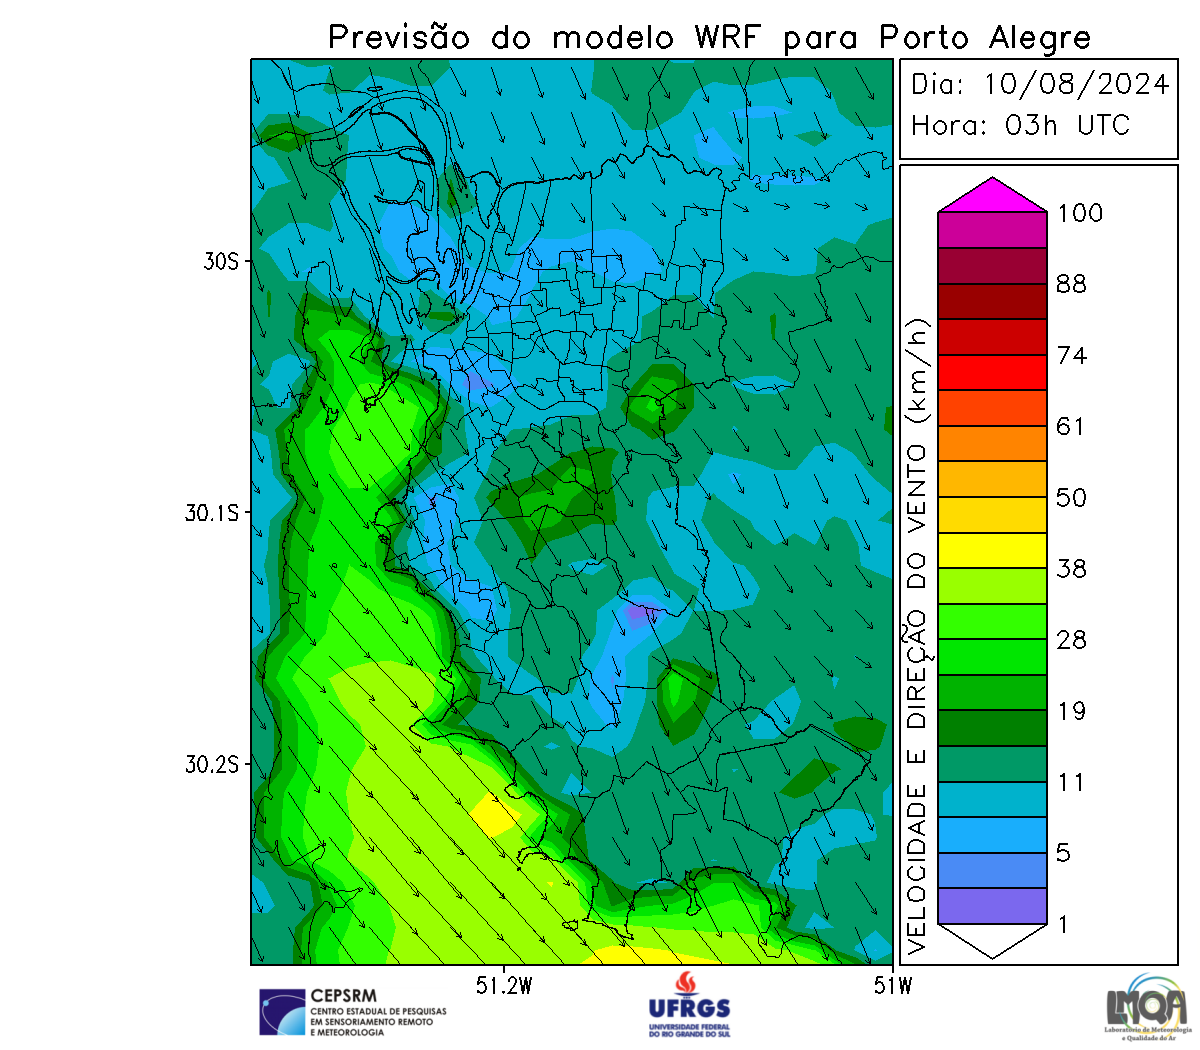 Previsão do modelo WRF para Porto Alegre
Dia: 10/08/2024
Hora: 03h UTC
30S
30.1S
30.2S
51.2W
51W
VELOCIDADE E DIREÇÃO DO VENTO (km/h)
100
88
74
61
50
38
28
19
11
5
1
CEPSRM
CENTRO ESTADUAL DE PESQUISAS
EM SENSORIAMENTO REMOTO
E METEOROLOGIA
UFRGS
UNIVERSIDADE FEDERAL
DO RIO GRANDE DO SUL
LMQA
Laboratório de Meteorologia
e Qualidade do Ar